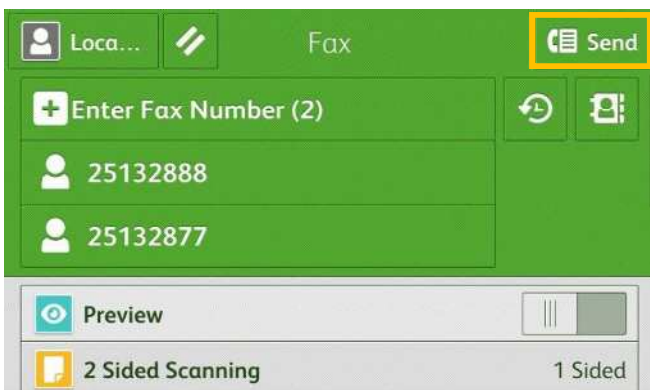 Loca...
Fax
Send
Enter Fax Number (2)
25132888
25132877
Preview
2 Sided Scanning
1 Sided